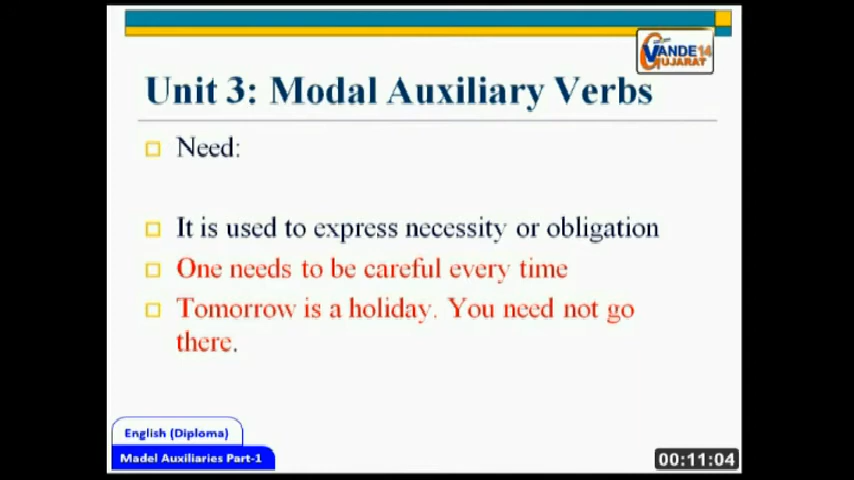 VANDE 14
GUJARAT
Unit 3: Modal Auxiliary Verbs
Need:
It is used to express necessity or obligation
One needs to be careful every time
Tomorrow is a holiday. You need not go
there.
English (Diploma)
Madel Auxiliaries Part-1
00:11:04